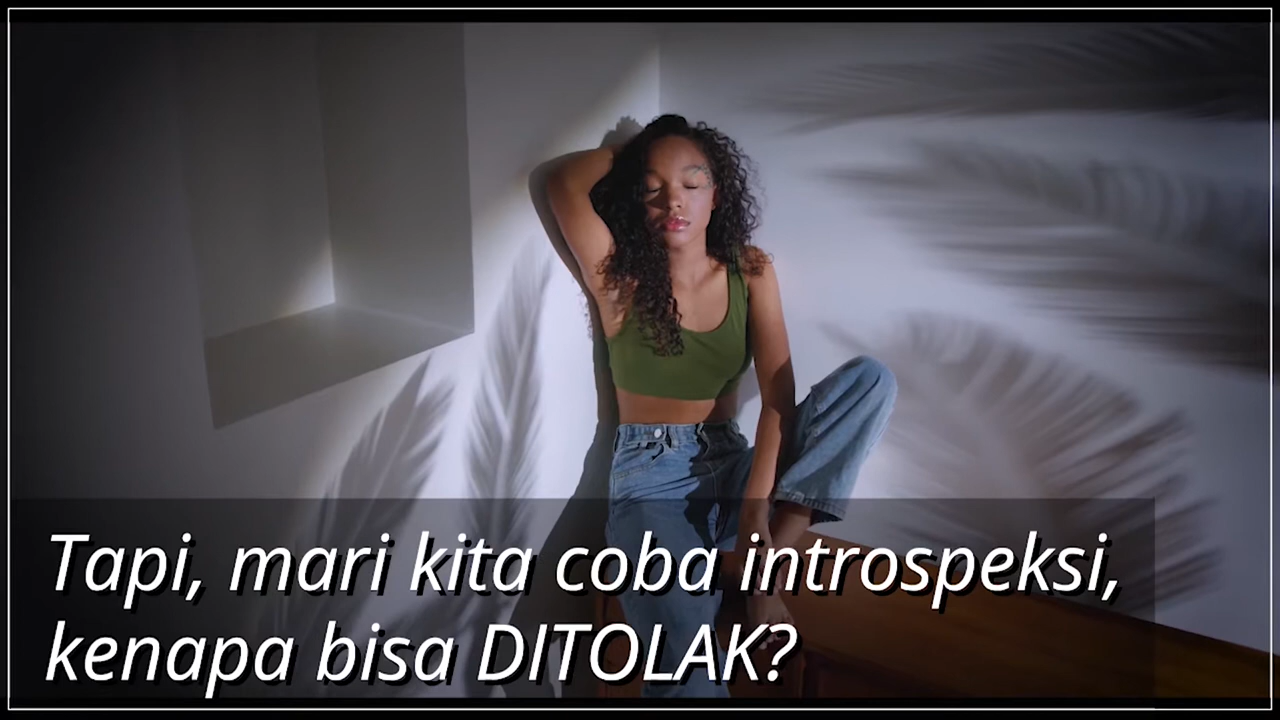 Tapi, mari kita coba introspeksi,
kenapa bisa DITOLAK?